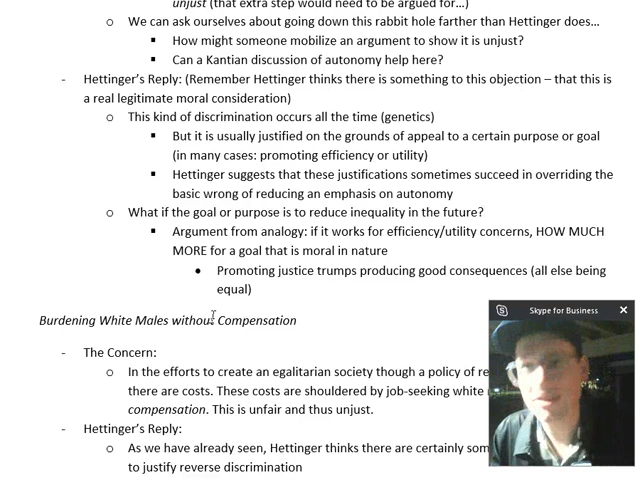 unjust (that extra step would need to be argued for…)
o We can ask ourselves about going down this rabbit hole farther than Hettinger does…
▪ How might someone mobilize an argument to show it is unjust?
▪ Can a Kantian discussion of autonomy help here?
- Hettinger's Reply: (Remember Hettinger thinks there is something to this objection – that this is
a real legitimate moral consideration)
o This kind of discrimination occurs all the time (genetics)
▪ But it is usually justified on the grounds of appeal to a certain purpose or goal
(in many cases: promoting efficiency or utility)
▪ Hettinger suggests that these justifications sometimes succeed in overriding the
basic wrong of reducing an emphasis on autonomy
o What if the goal or purpose is to reduce inequality in the future?
▪ Argument from analogy: if it works for efficiency/utility concerns, HOW MUCH
MORE for a goal that is moral in nature
• Promoting justice trumps producing good consequences (all else being
equal)
Burdening White Males without Compensation
Skype for Business
- The Concern:
o In the efforts to create an egalitarian society though a policy of re
there are costs. These costs are shouldered by job-seeking white
compensation. This is unfair and thus unjust.
- Hettinger's Reply:
o As we have already seen, Hettinger thinks there are certainly som
to justify reverse discrimination